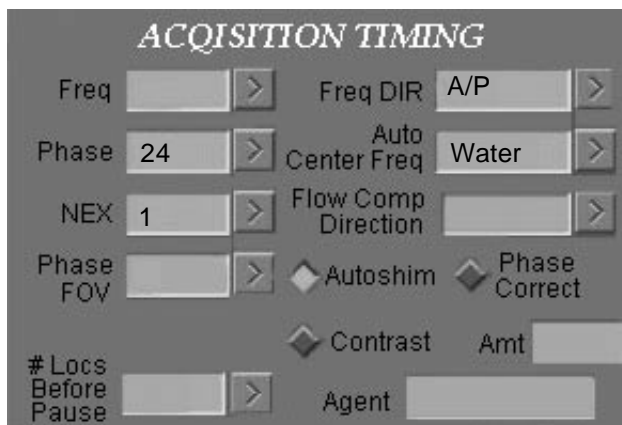 ACQISITION TIMING
Freq > Freq DIR A/P >
Phase 24 > Auto Center Freq Water >
NEX 1 > Flow Comp Direction >
Phase FOV > Autoshim Phase Correct
Contrast Amt
# Locs Before Pause > Agent